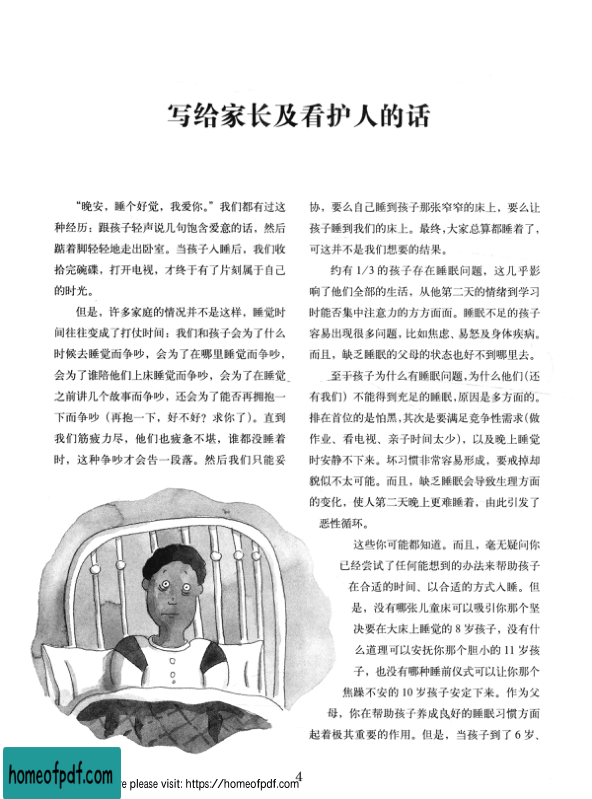 写给家长及看护人的话
“晚安，睡个好觉，我爱你。”我们都有过这
种经历：跟孩子轻声说几句饱含爱意的话，然后
踮着脚轻轻地走出卧室。当孩子入睡后，我们收
拾完碗碟，打开电视，才终于有了片刻属于自己
的时光。
但是，许多家庭的情况并不是这样，睡觉时
间往往变成了打仗时间：我们和孩子会为了什么
时候去睡觉而争吵，会为了在哪里睡觉而争吵，
会为了谁陪他们上床睡觉而争吵，会为了在睡觉
之前讲几个故事而争吵，还会为了能否再拥抱一
下而争吵（再抱一下，好不好？求你了）。直到
我们筋疲力尽，他们也疲惫不堪，谁都没睡着
时，这种争吵才会告一段落。然后我们只能妥
协，要么自己睡到孩子那张窄窄的床上，要么让
孩子睡到我们的床上。最终，大家总算都睡着了，
可这并不是我们想要的结果。
约有 1/3 的孩子存在睡眠问题，这几乎影
响了他们全部的生活，从他第二天的情绪到学习
时能否集中注意力的方方面面。睡眠不足的孩子
容易出现很多问题，比如焦虑、易怒及身体疾病。
而且，缺乏睡眠的父母的状态也好不到哪里去。
至于孩子为什么有睡眠问题，为什么他们（还
有我们）不能得到充足的睡眠，原因是多方面的。
排在首位的是怕黑，其次是要满足竞争性需求（做
作业、看电视、亲子时间太少），以及晚上睡觉
时安静不下来。坏习惯非常容易形成，要戒掉却
貌似不太可能。而且，缺乏睡眠会导致生理方面
的变化，使人第二天晚上更难睡着，由此引发了
恶性循环。
这些你可能都知道。而且，毫无疑问你
已经尝试了任何能想到的办法来帮助孩子
在合适的时间、以合适的方式入睡。但
是，没有哪张儿童床可以吸引你那个坚
决要在大床上睡觉的 8 岁孩子，没有什
么道理可以安抚你那个胆小的 11 岁孩
子，也没有哪种睡前仪式可以让你那个
焦躁不安的 10 岁孩子安定下来。作为父
母，你在帮助孩子养成良好的睡眠习惯方面
起着极其重要的作用。但是，当孩子到了 6 岁、
4
homeofpdf.com
re please visit: https://homeofpdf.com